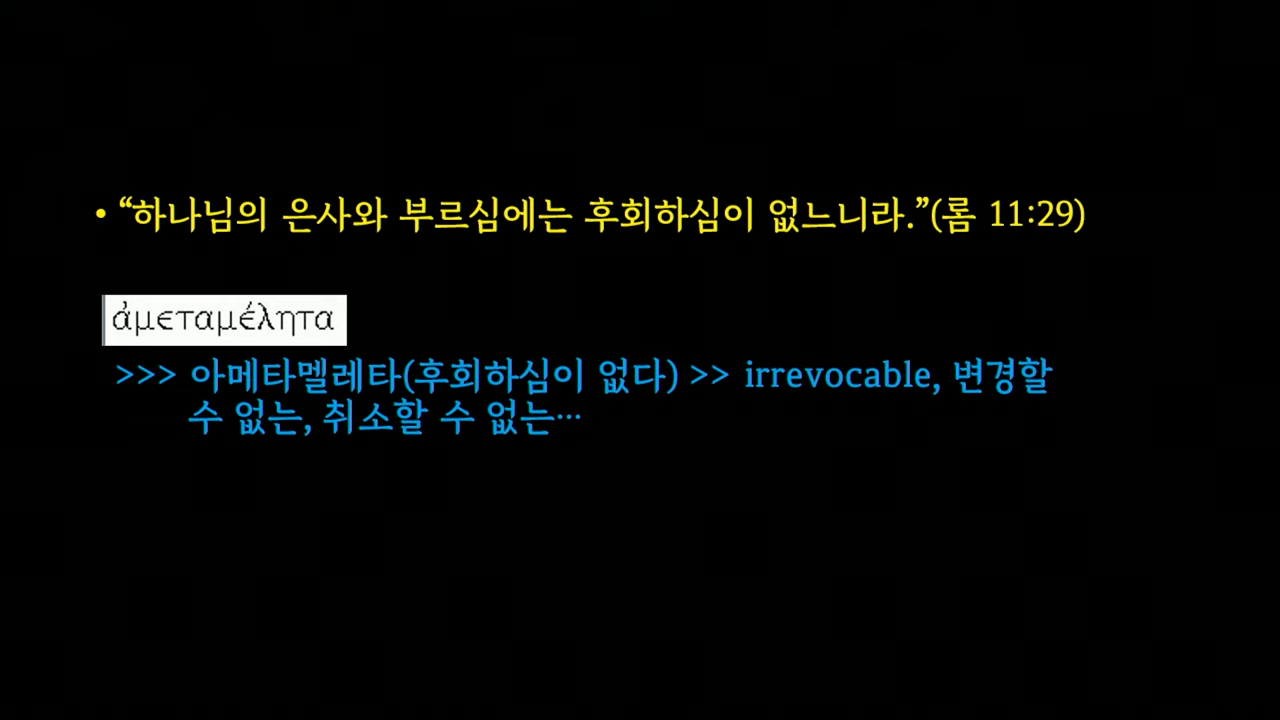 • “하나님의 은사와 부르심에는 후회하심이 없느니라.”(롬 11:29)
ἀμεταμέλητα
>>> 아메타멜레타(후회하심이 없다) >> irrevocable, 변경할
수 없는, 취소할 수 없는…